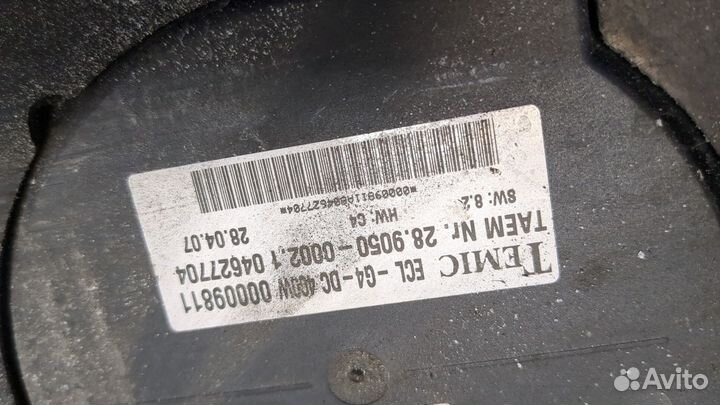 TEMIC ECL -G4-DC 400W 00009811
TAEM Nr. 28.9050-0002.1 04627704
SW: 8.2 HW: C4 28.04.07
*00009811A804627704*
Avito